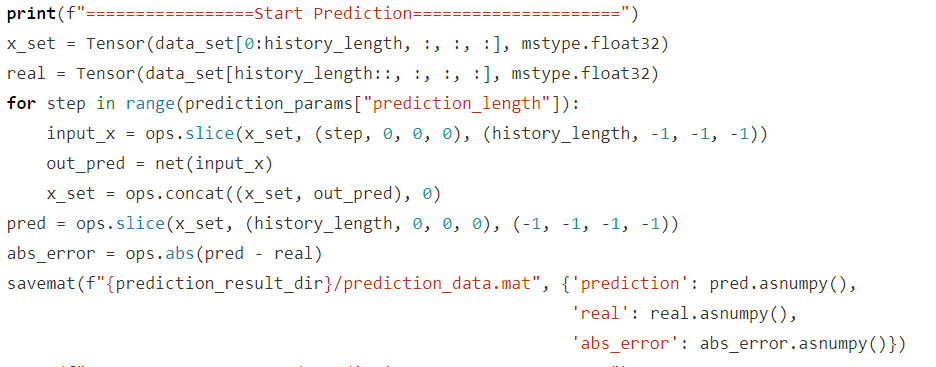 print(f"=================Start Prediction=====================")
x_set = Tensor(data_set[0:history_length, :, :, :], mstype.float32)
real = Tensor(data_set[history_length::, :, :, :], mstype.float32)
for step in range(prediction_params["prediction_length"]):
    input_x = ops.slice(x_set, (step, 0, 0, 0), (history_length, -1, -1, -1))
    out_pred = net(input_x)
    x_set = ops.concat((x_set, out_pred), 0)
pred = ops.slice(x_set, (history_length, 0, 0, 0), (-1, -1, -1, -1))
abs_error = ops.abs(pred - real)
savemat(f"{prediction_result_dir}/prediction_data.mat", {'prediction': pred.asnumpy(),
                                                         'real': real.asnumpy(),
                                                         'abs_error': abs_error.asnumpy()})